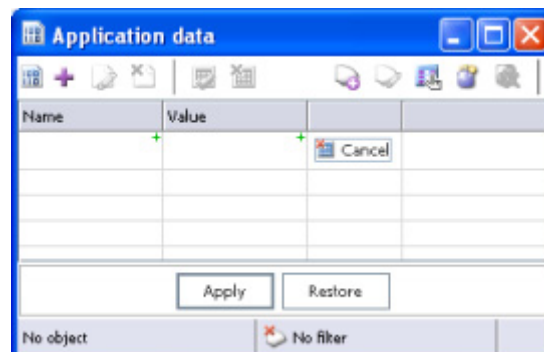 Application data
Name Value
Cancel
Apply Restore
No object No filter